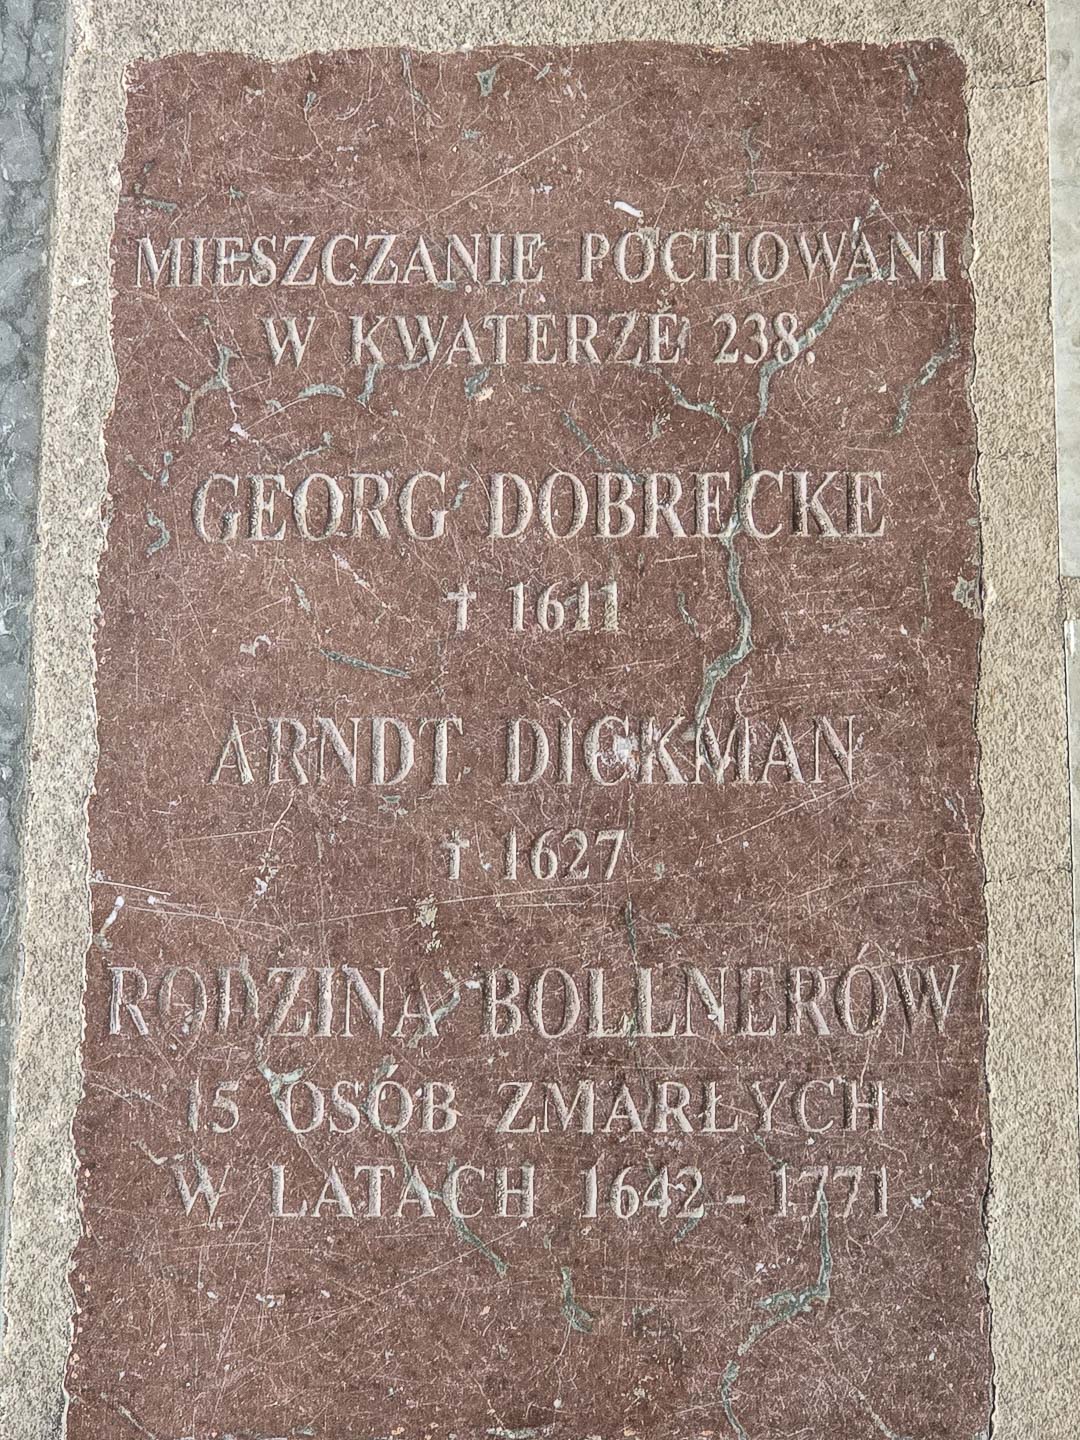 MIESZCZANIE POCHOWANI
W KWATERZE 238.
GEORG DOBRECKE
† 1611
ARNDT DICKMAN
† 1627
RODZINA BOLLNERÓW
15 OSÓB ZMARŁYCH
W LATACH 1642 - 1771